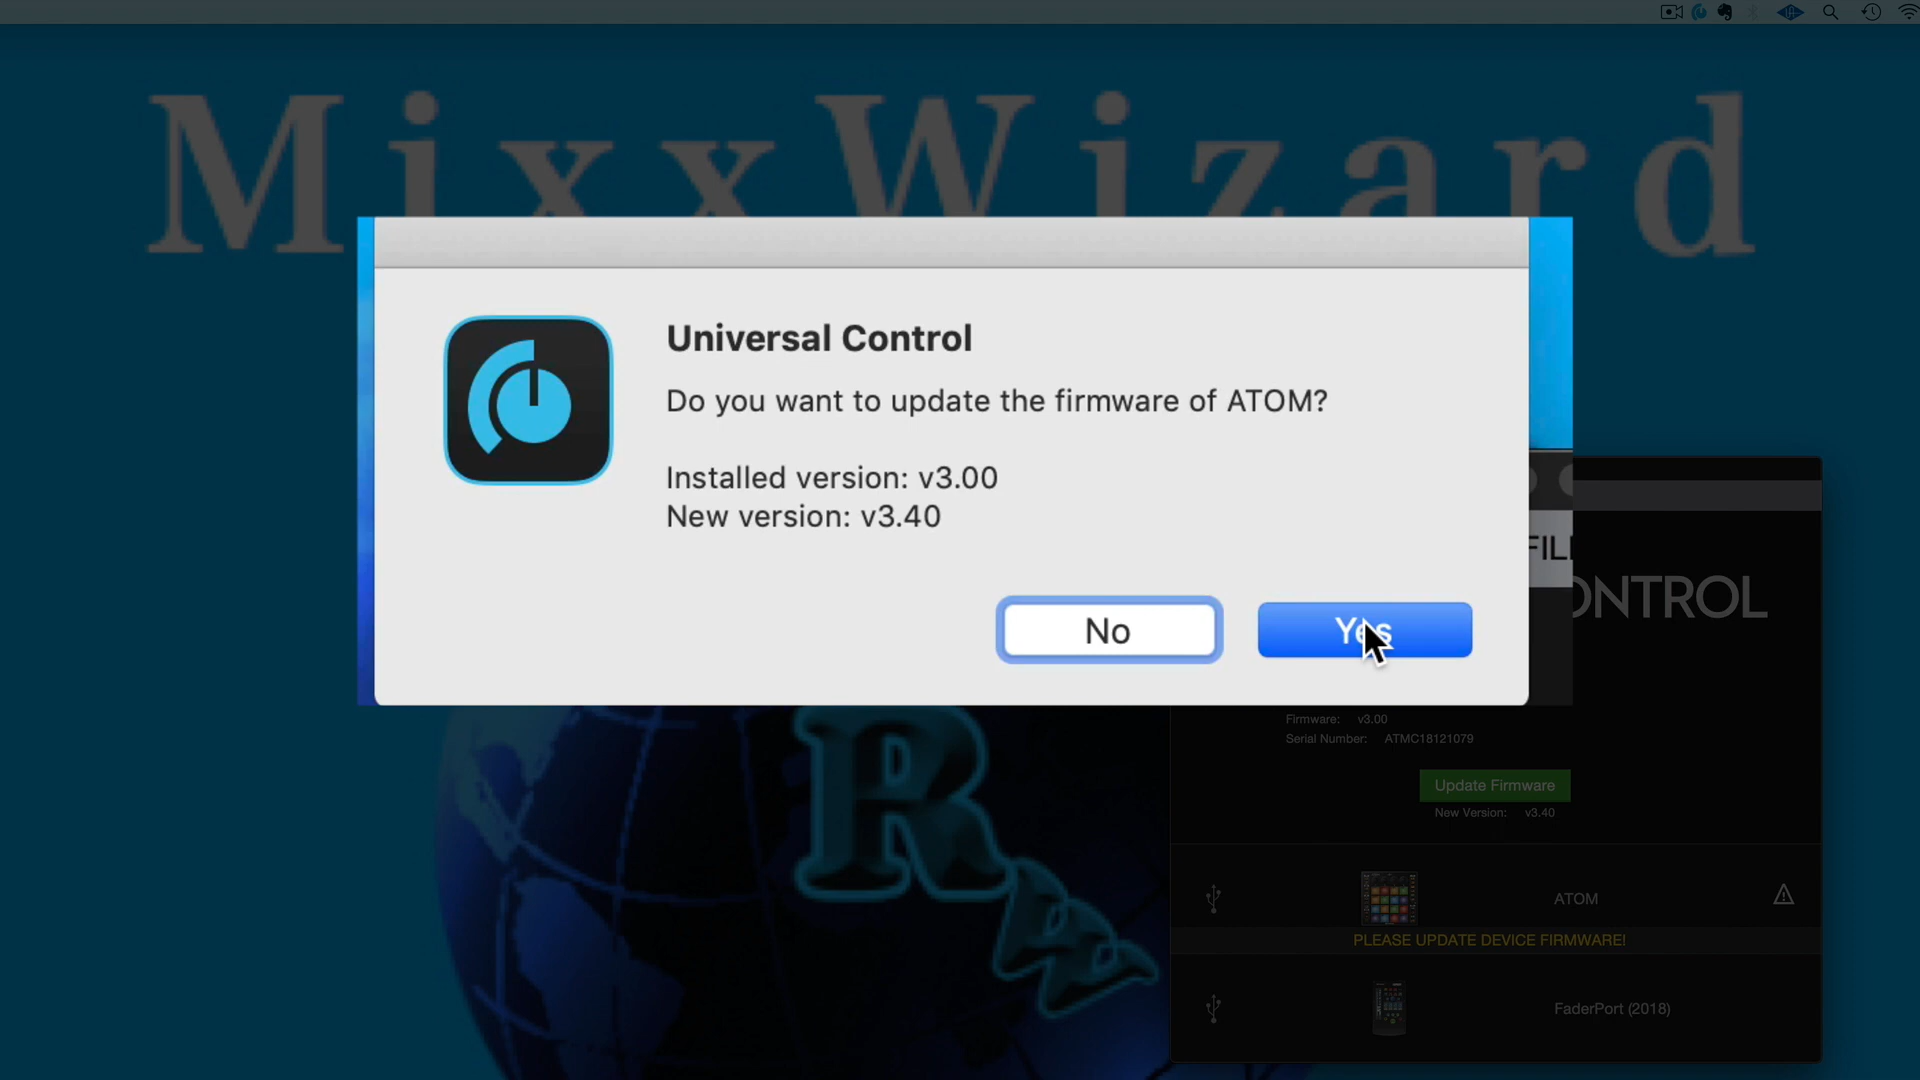 MixxWizard
Universal Control
Do you want to update the firmware of ATOM?
Installed version: v3.00
New version: v3.40
No
Yes
FIL
ONTROL
Firmware: v3.00
Serial Number: ATMC18121079
Update Firmware
New Version: v3.40
ATOM
PLEASE UPDATE DEVICE FIRMWARE!
FaderPort (2018)
RW